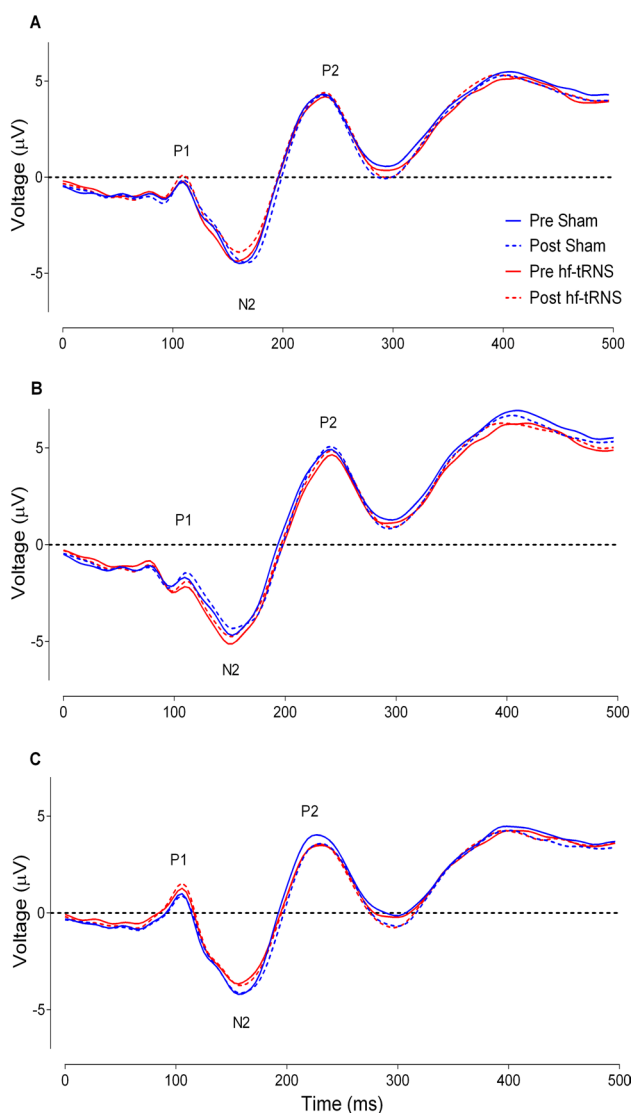 A
P2
5
P1
Voltage (μV)
0
Pre Sham
Post Sham
Pre hf-tRNS
Post hf-tRNS
-5
N2
0 100 200 300 400 500
B
P2
5
P1
Voltage (μV)
0
-5
N2
0 100 200 300 400 500
C
P2
5
P1
Voltage (μV)
0
-5
N2
0 100 200 300 400 500
Time (ms)